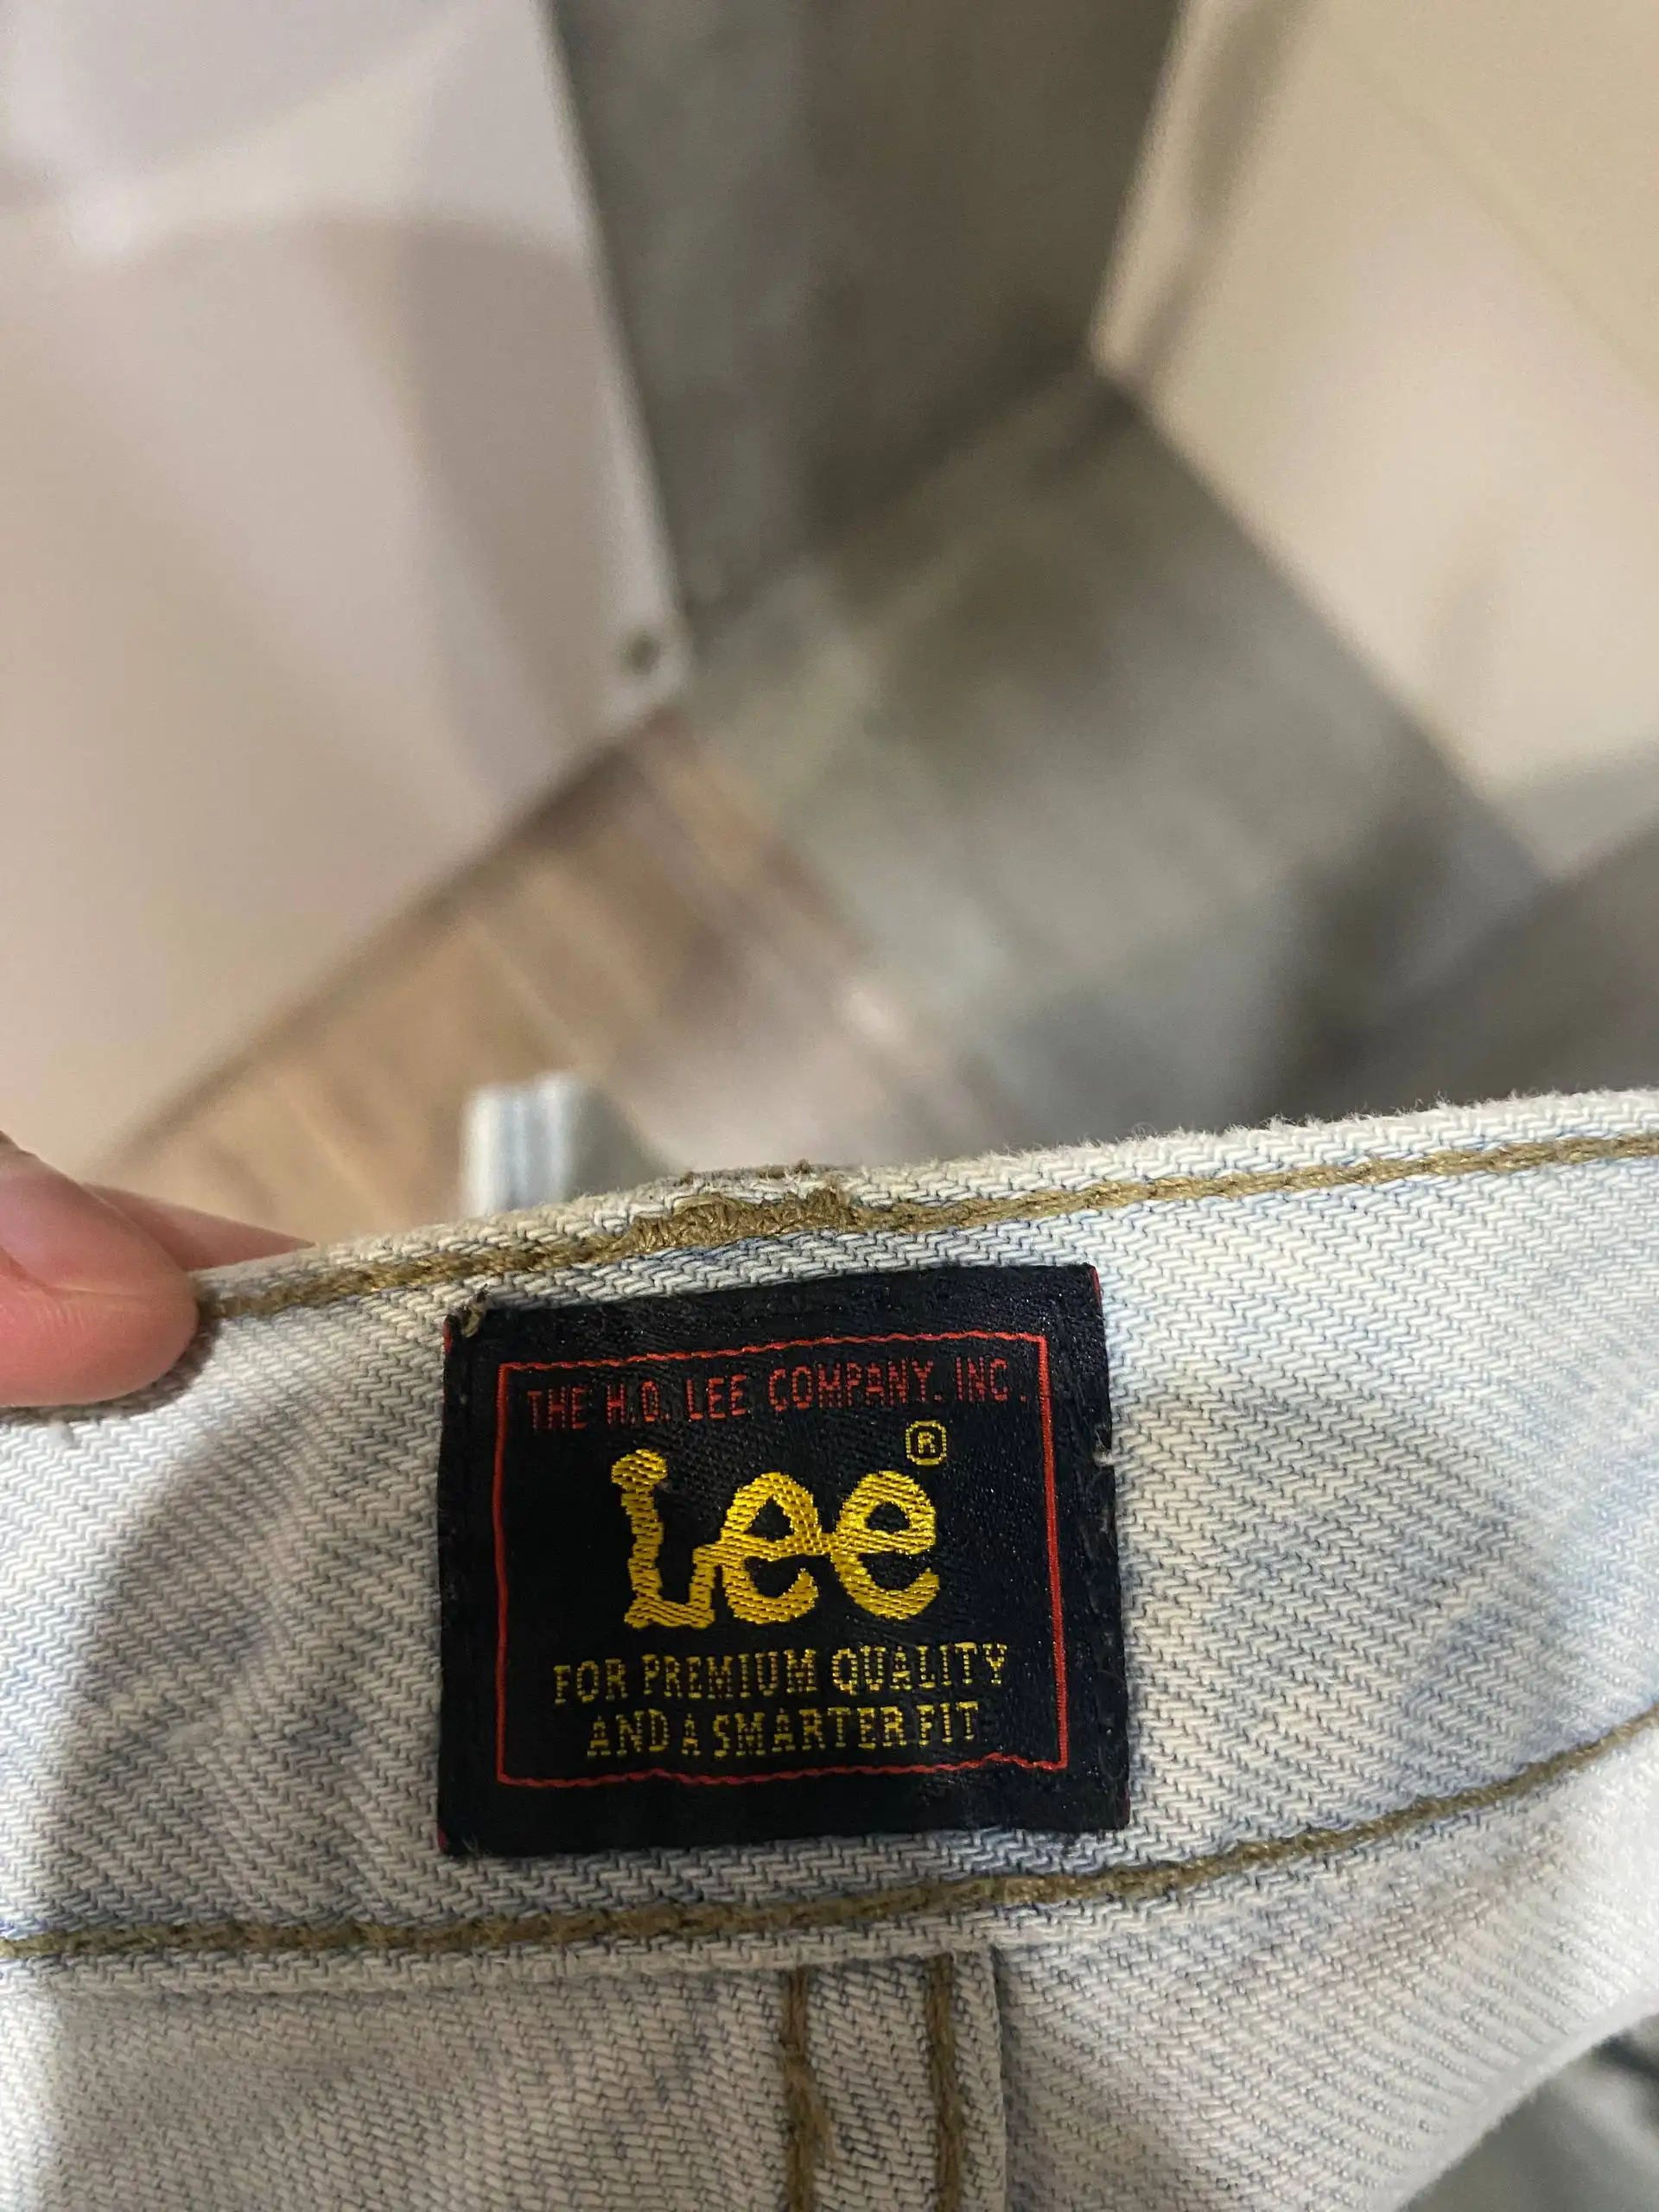 THE H.D. LEE COMPANY. INC.
Lee®
FOR PREMIUM QUALITY
AND A SMARTER FIT